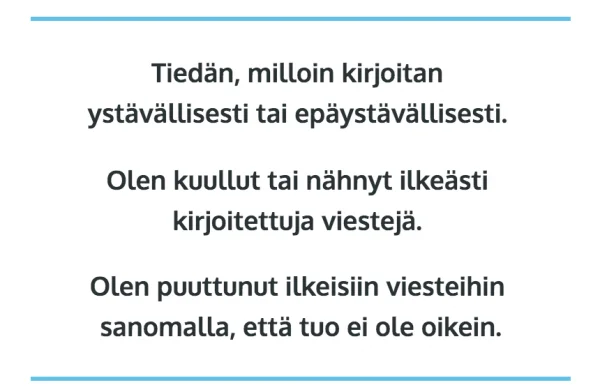 Tiedän, milloin kirjoitan
ystävällisesti tai epäystävällisesti.
Olen kuullut tai nähnyt ilkeästi
kirjoitettuja viestejä.
Olen puuttunut ilkeisiin viesteihin
sanomalla, että tuo ei ole oikein.